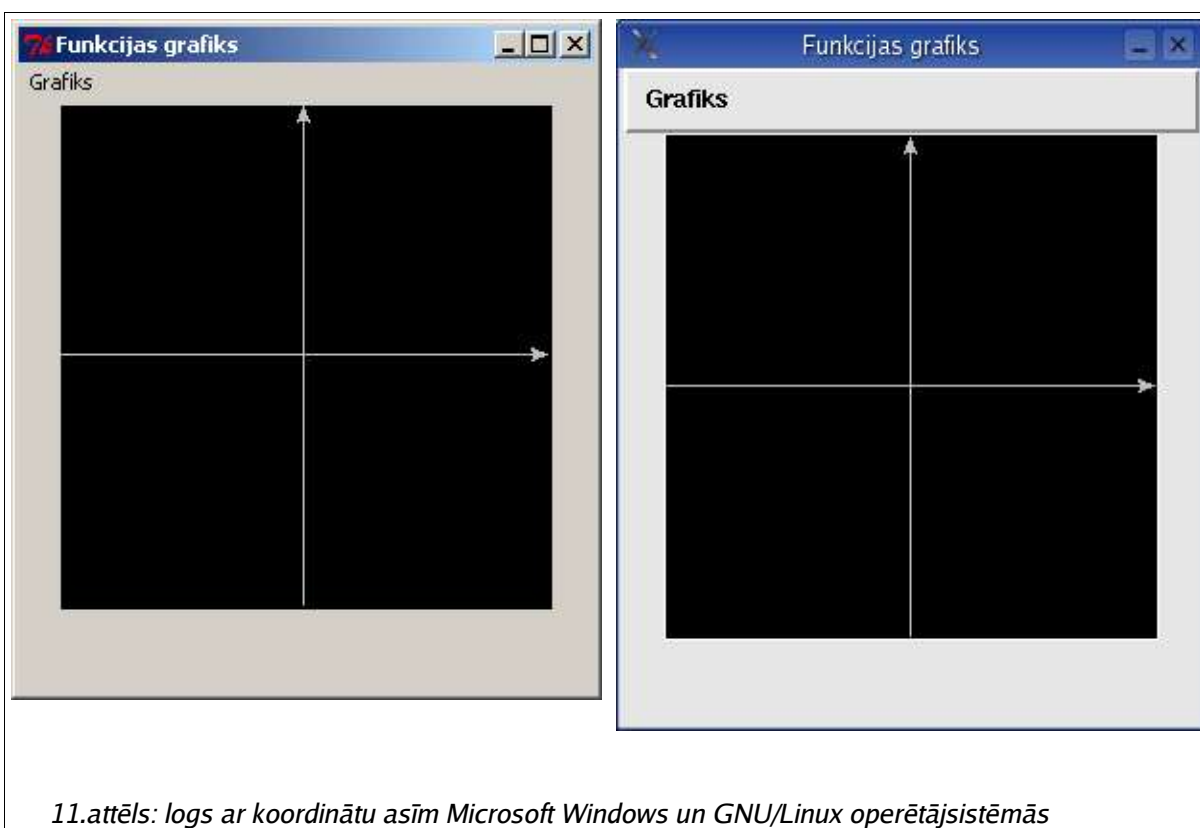 Funkcijas grafiks
Grafiks
Funkcijas grafiks
Grafiks
11.attēls: logs ar koordinātu asīm Microsoft Windows un GNU/Linux operētājsistēmās